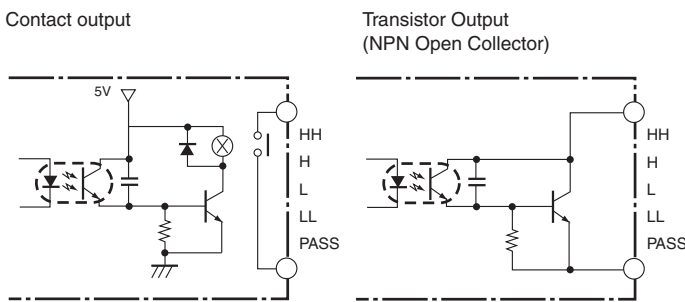 Contact output
Transistor Output
(NPN Open Collector)
5V
HH
H
L
LL
PASS
HH
H
L
LL
PASS